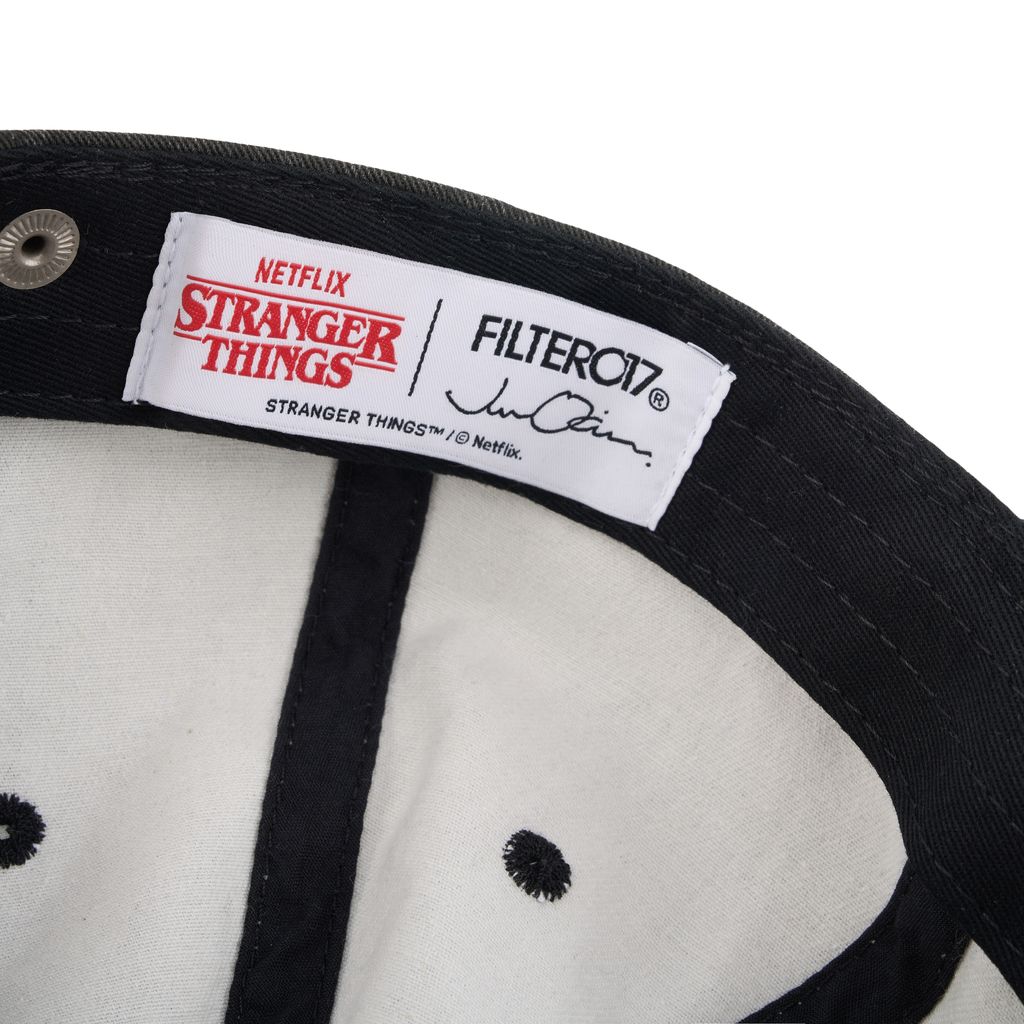 NETFLIX
STRANGER
THINGS
FILTER017®
STRANGER THINGS™ / © Netflix.